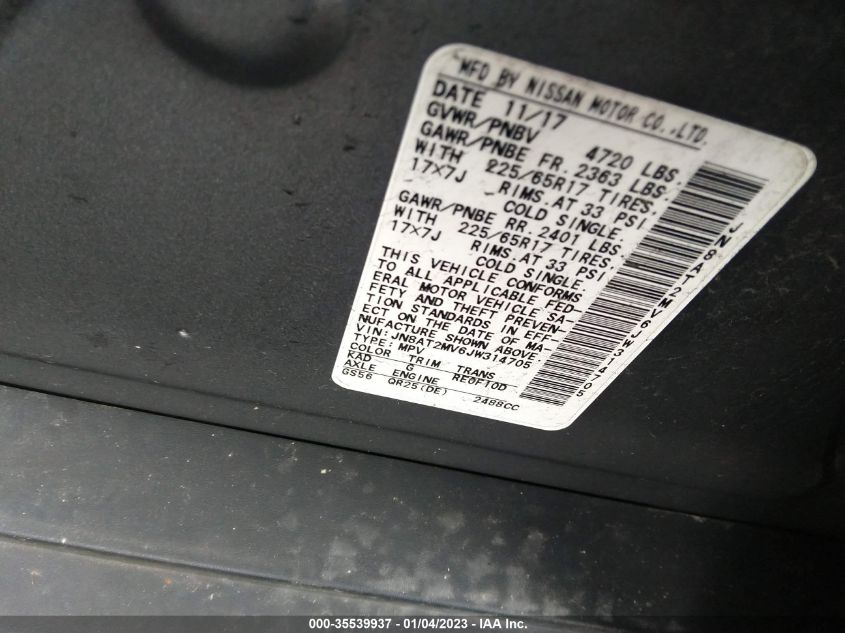 MFD BY NISSAN MOTOR CO.,LTD.
DATE 11/17
GVWR/PNBV 4720 LBS.
GAWR/PNBE FR. 2363 LBS.
WITH 225/65R17 TIRES,
17X7J RIMS.AT 33 PSI
COLD SINGLE.
GAWR/PNBE RR. 2401 LBS.
WITH 225/65R17 TIRES,
17X7J RIMS AT 33 PSI,
COLD SINGLE.
THIS VEHICLE CONFORMS
TO ALL APPLICABLE FED-
ERAL MOTOR VEHICLE SA-
FETY AND THEFT PREVEN-
TION STANDARDS IN EFF-
ECT ON THE DATE OF MA-
NUFACTURE SHOWN ABOVE.
VIN: JN8AT2MV6JW314705
TYPE: MPV
COLOR TRIM TRANS
KAD G RE0F10D
AXLE ENGINE
GS56 QR25(DE) 2488CC
JN8AT2MV6JW314705
000-35539937 - 01/04/2023 - IAA Inc.